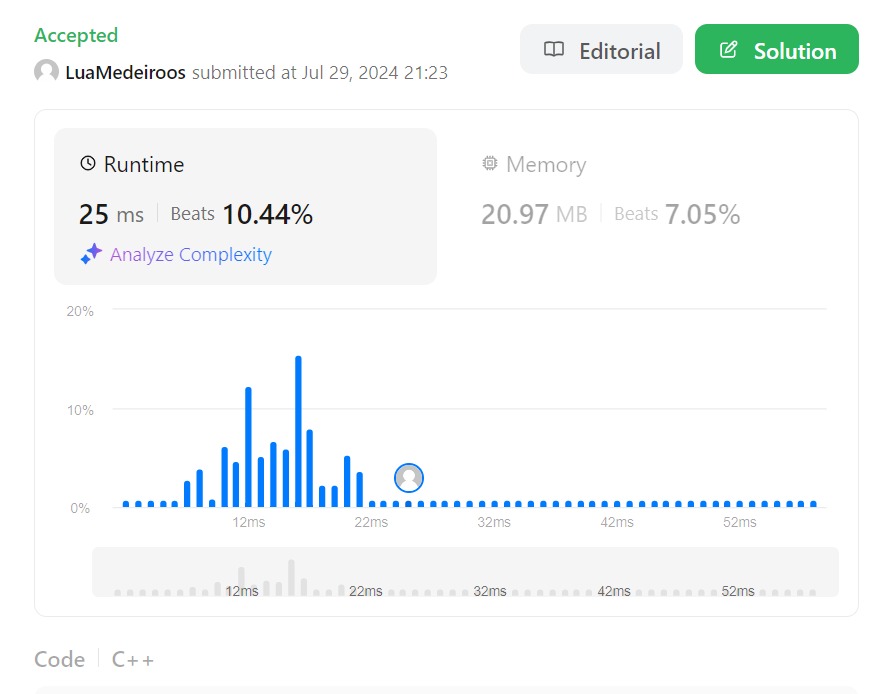 Accepted
Editorial
Solution
LuaMedeiroos submitted at Jul 29, 2024 21:23
Runtime
Memory
25 ms Beats 10.44%
20.97 MB Beats 7.05%
Analyze Complexity
20%
10%
0%
12ms 22ms 32ms 42ms 52ms
12ms 22ms 32ms 42ms 52ms
Code C++